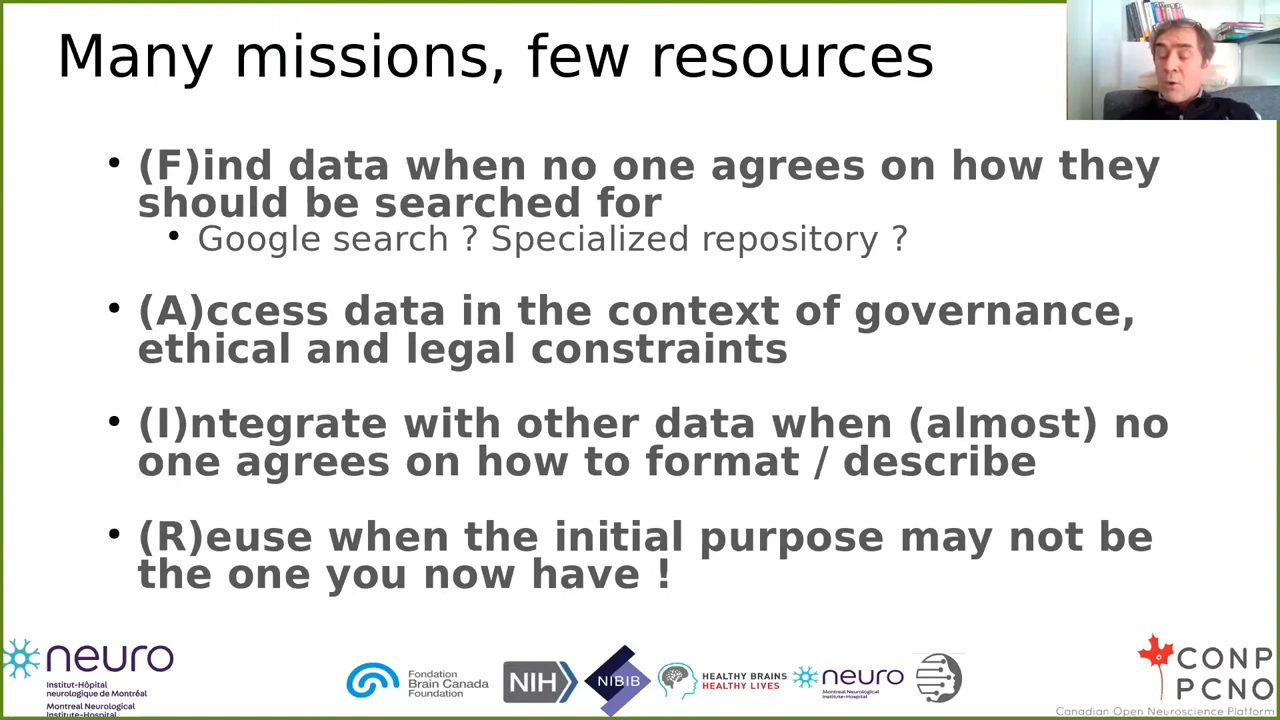 Many missions, few resources
(F)ind data when no one agrees on how they
should be searched for
Google search ? Specialized repository ?
(A)ccess data in the context of governance,
ethical and legal constraints
(I)ntegrate with other data when (almost) no
one agrees on how to format / describe
(R)euse when the initial purpose may not be
the one you now have !
neuro
Institut-Hôpital
neurologique de Montréal
Montreal Neurological
Institute-Hospital
Fondation
Brain Canada
Foundation
NIH
NIBIB
HEALTHY BRAINS
HEALTHY LIVES
neuro
Montreal Neurological
Institute-Hospital
CONP
PCNO
Canadian Open Neuroscience Platform